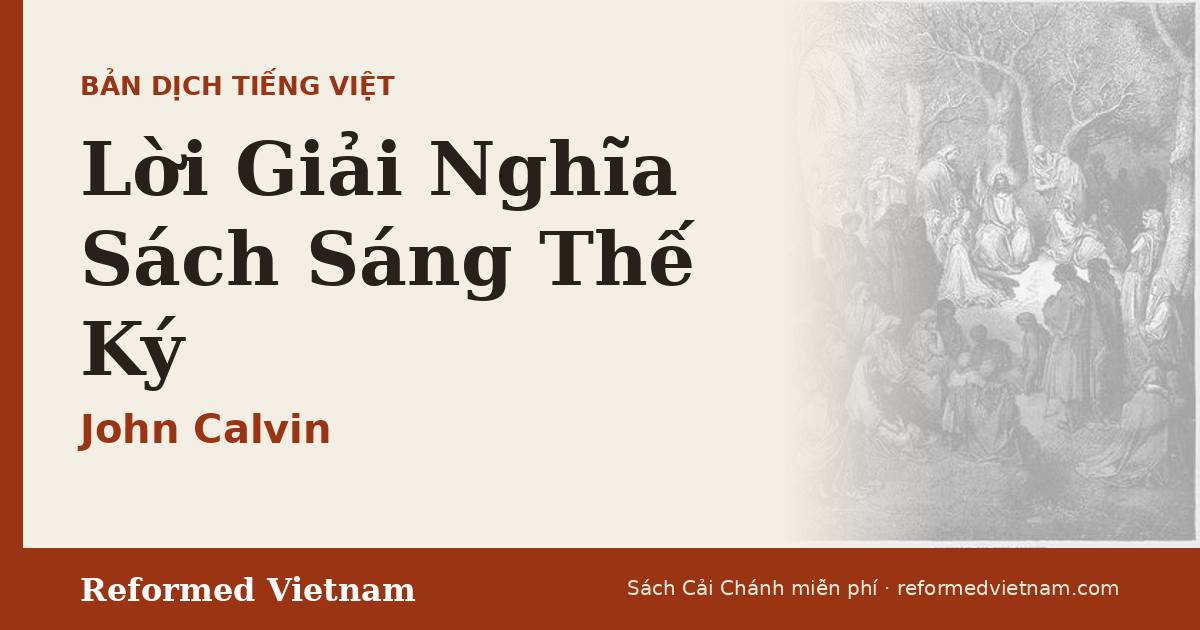 BẢN DỊCH TIẾNG VIỆT
Lời Giải Nghĩa
Sách Sáng Thế
Ký
John Calvin
Reformed Vietnam
Sách Cải Chánh miễn phí · reformedvietnam.com